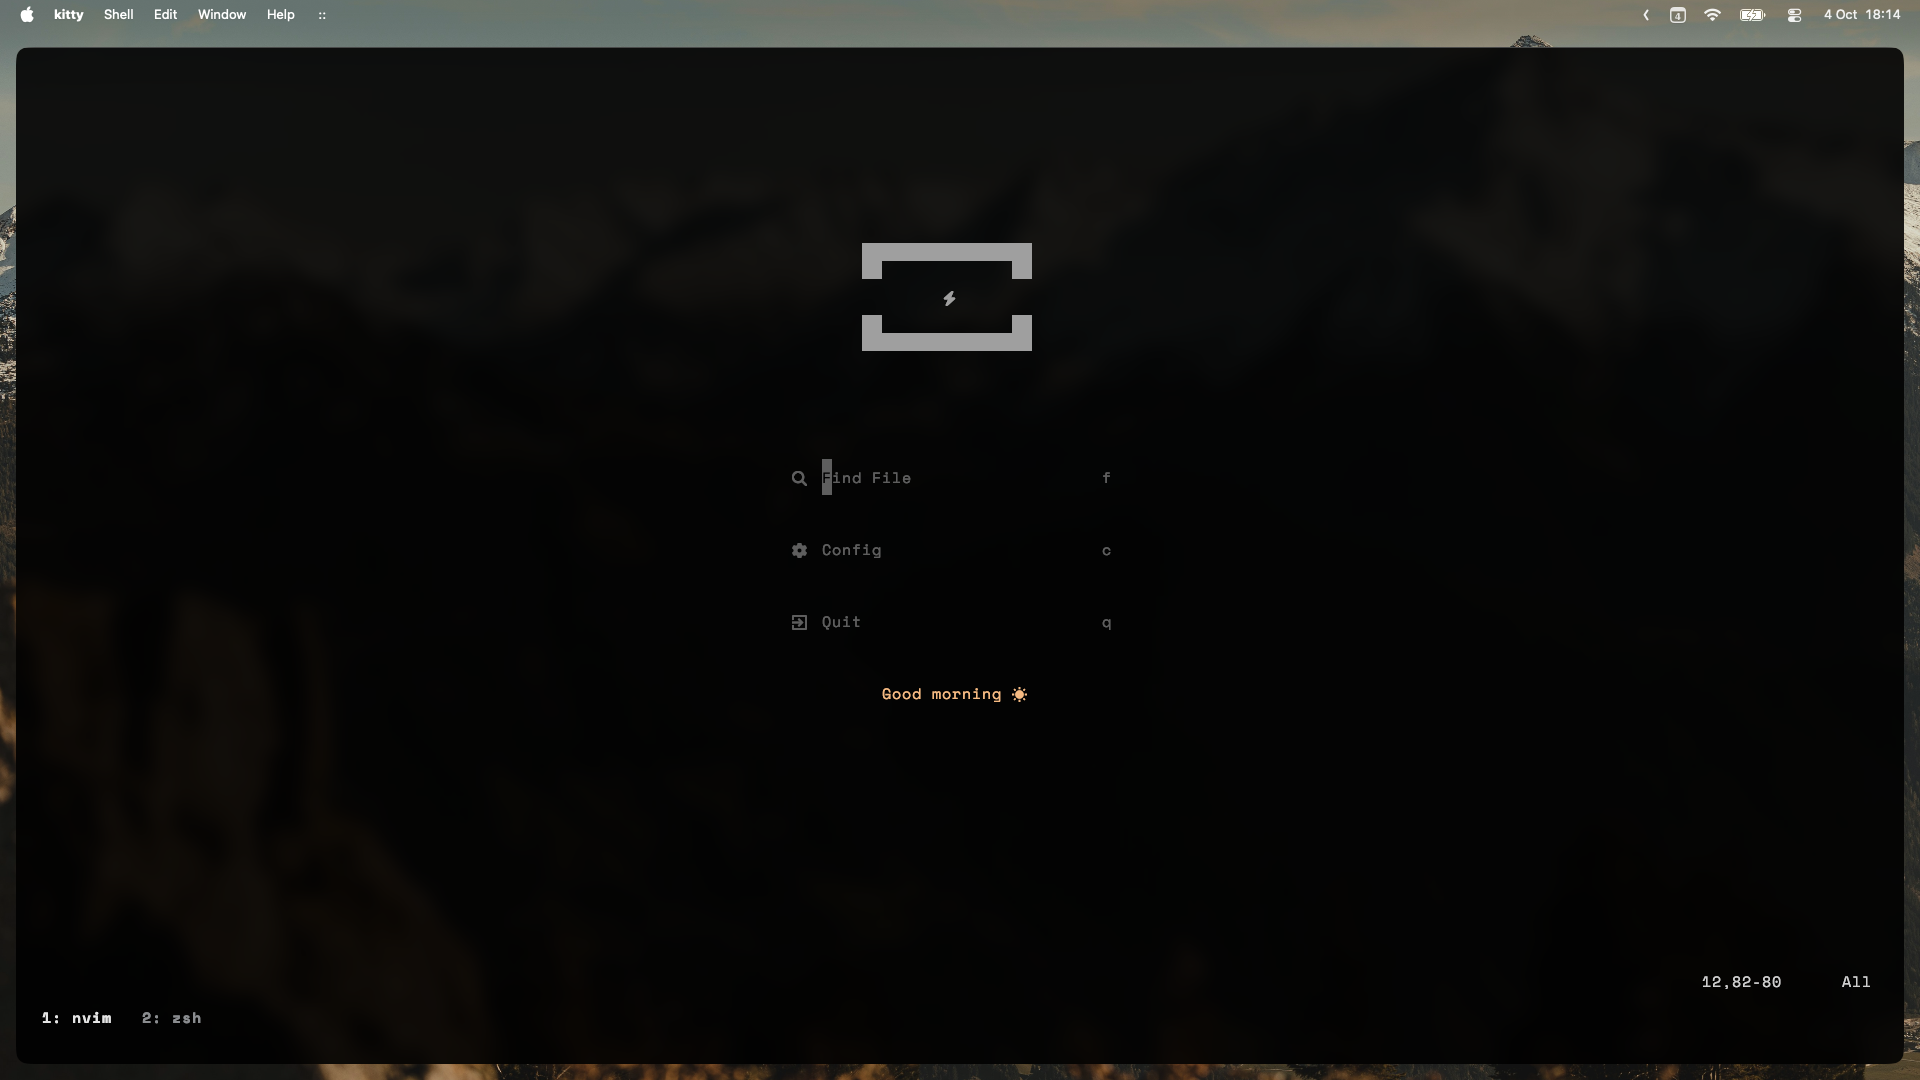 kitty Shell Edit Window Help :: 4 4 Oct 18:14
Find File f
Config c
Quit q
Good morning
12,82-80 All
1: nvim 2: zsh